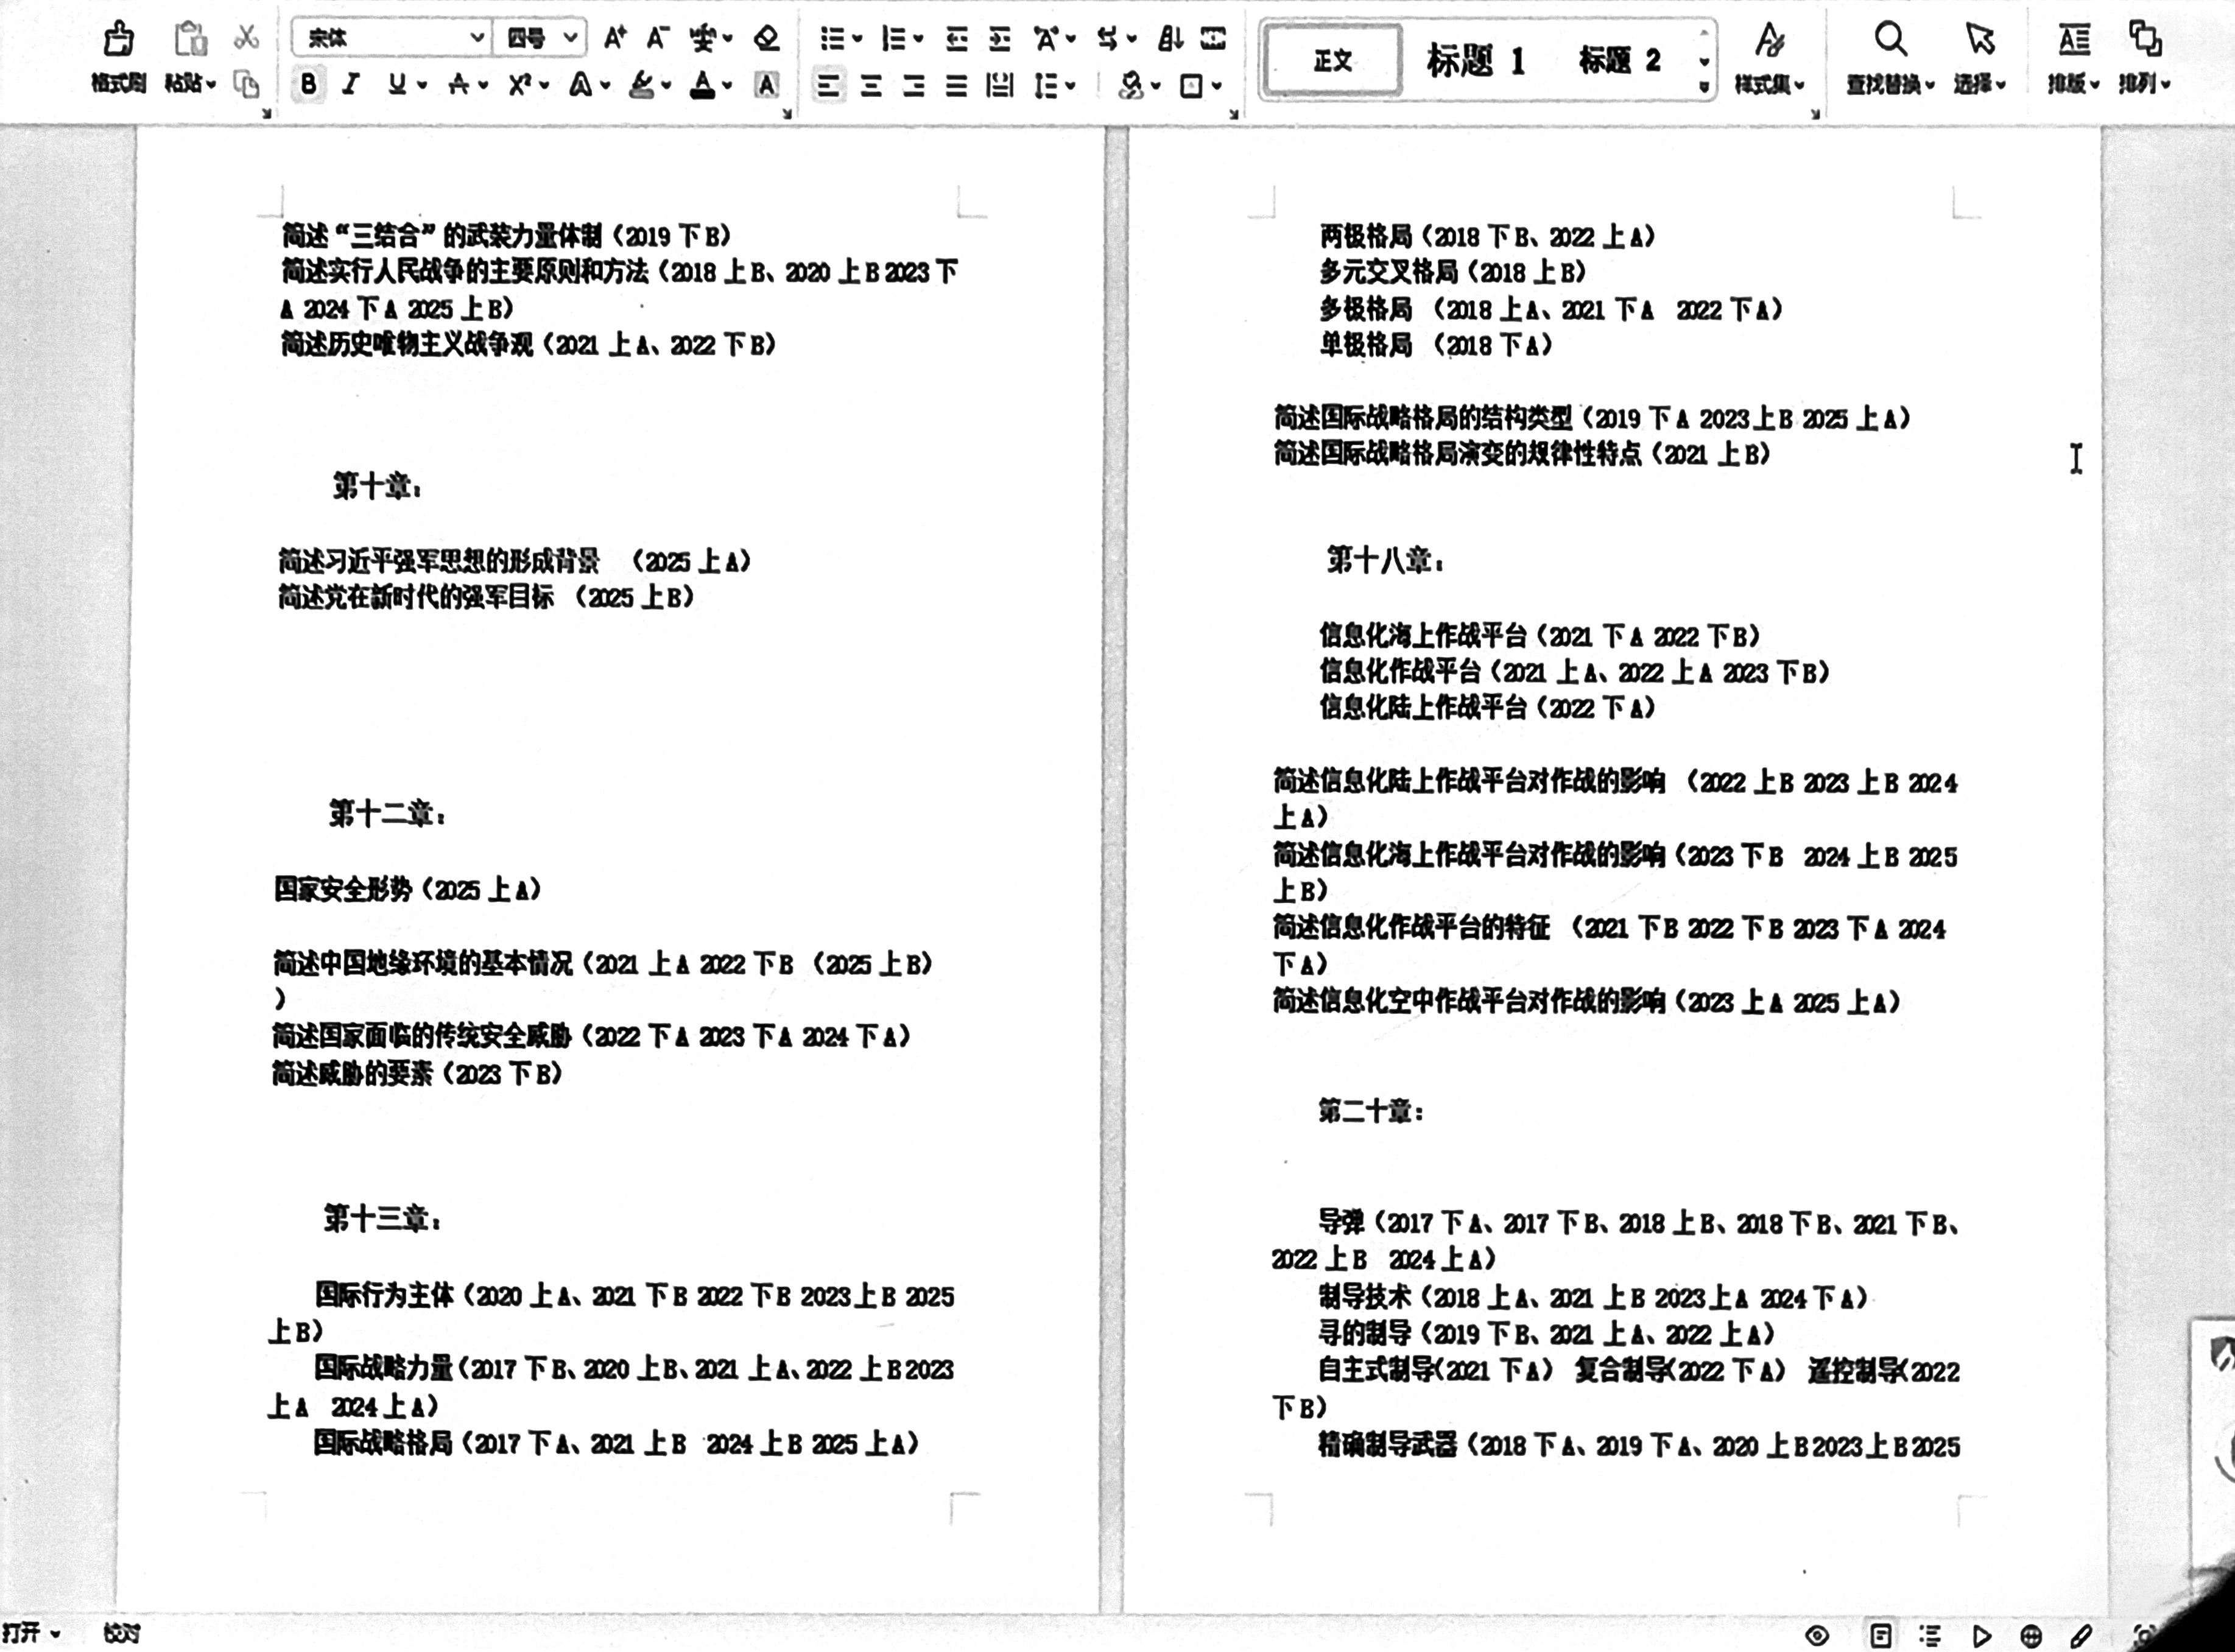 宋体 四号 A⁺ A⁻
格式刷 粘贴 B I U A X² A A A
正文 标题 1 标题 2
样式集 查找替换 选择 排版 排列
简述“三结合”的武装力量体制（2019 下 B）
简述实行人民战争的主要原则和方法（2018 上 B、2020 上 B 2023 下
A 2024 下 A 2025 上 B）
简述历史唯物主义战争观（2021 上 A、2022 下 B）
第十章：
简述习近平强军思想的形成背景 （2025 上 A）
简述党在新时代的强军目标 （2025 上 B）
第十二章：
国家安全形势（2025 上 A）
简述中国地缘环境的基本情况（2021 上 A 2022 下 B （2025 上 B）
）
简述国家面临的传统安全威胁（2022 下 A 2023 下 A 2024 下 A）
简述威胁的要素（2023 下 B）
第十三章：
国际行为主体（2020 上 A、2021 下 B 2022 下 B 2023 上 B 2025
上 B）
国际战略力量（2017 下 B、2020 上 B、2021 上 A、2022 上 B 2023
上 A 2024 上 A）
国际战略格局（2017 下 A、2021 上 B 2024 上 B 2025 上 A）
两极格局（2018 下 B、2022 上 A）
多元交叉格局（2018 上 B）
多极格局 （2018 上 A、2021 下 A 2022 下 A）
单极格局 （2018 下 A）
简述国际战略格局的结构类型（2019 下 A 2023 上 B 2025 上 A）
简述国际战略格局演变的规律性特点（2021 上 B）
第十八章：
信息化海上作战平台（2021 下 A 2022 下 B）
信息化作战平台（2021 上 A、2022 上 A 2023 下 B）
信息化陆上作战平台（2022 下 A）
简述信息化陆上作战平台对作战的影响 （2022 上 B 2023 上 B 2024
上 A）
简述信息化海上作战平台对作战的影响（2023 下 B 2024 上 B 2025
上 B）
简述信息化作战平台的特征 （2021 下 B 2022 下 B 2023 下 A 2024
下 A）
简述信息化空中作战平台对作战的影响（2023 上 A 2025 上 A）
第二十章：
导弹（2017 下 A、2017 下 B、2018 上 B、2018 下 B、2021 下 B、
2022 上 B 2024 上 A）
制导技术（2018 上 A、2021 上 B 2023 上 A 2024 下 A）
寻的制导（2019 下 B、2021 上 A、2022 上 A）
自主式制导(2021 下 A） 复合制导(2022 下 A） 遥控制导(2022
下 B）
精确制导武器（2018 下 A、2019 下 A、2020 上 B 2023 上 B 2025
打开 校对